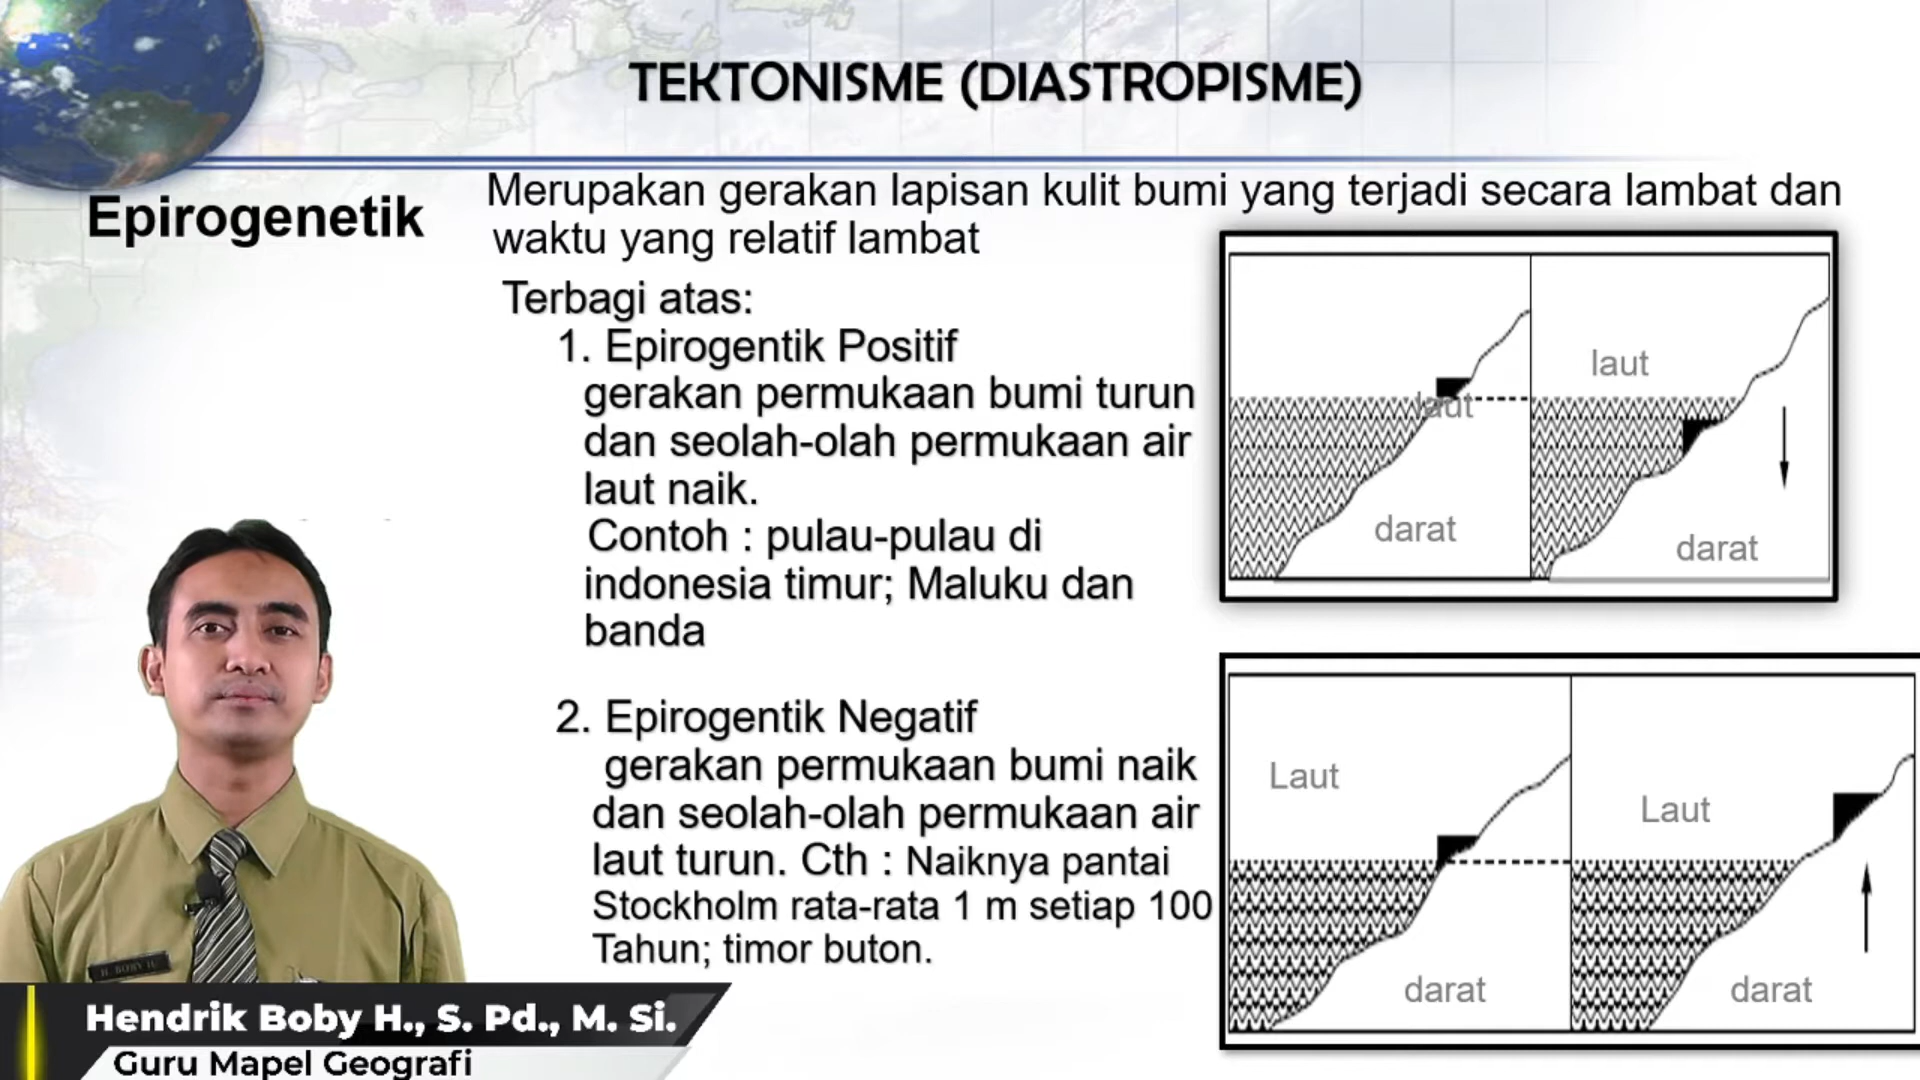 TEKTONISME (DIASTROPISME)
Epirogenetik
Merupakan gerakan lapisan kulit bumi yang terjadi secara lambat dan
waktu yang relatif lambat
Terbagi atas:
1. Epirogentik Positif
gerakan permukaan bumi turun
dan seolah-olah permukaan air
laut naik.
Contoh : pulau-pulau di
indonesia timur; Maluku dan
banda
2. Epirogentik Negatif
gerakan permukaan bumi naik
dan seolah-olah permukaan air
laut turun. Cth : Naiknya pantai
Stockholm rata-rata 1 m setiap 100
Tahun; timor buton.
laut
laut
darat
darat
Laut
Laut
darat
darat
H. BOBY H.
Hendrik Boby H., S. Pd., M. Si.
Guru Mapel Geografi